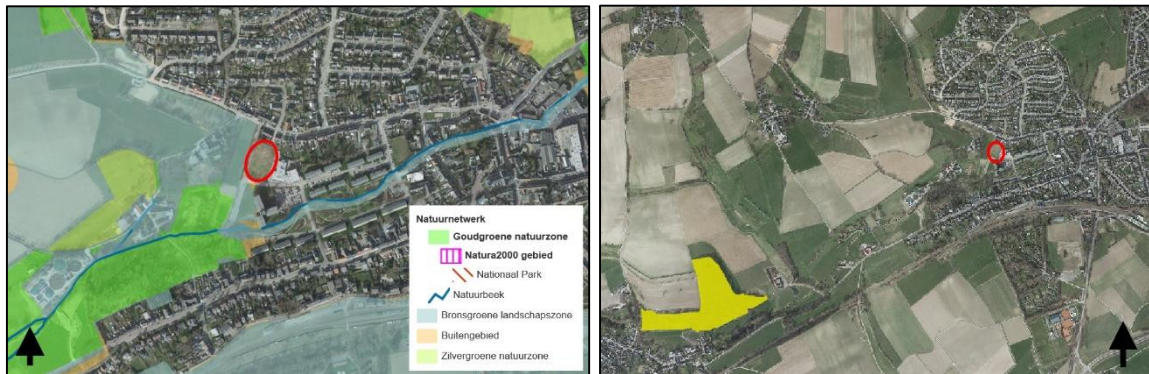 Natuurnetwerk
Goudgroene natuurzone
Natura2000 gebied
Nationaal Park
Natuurbeek
Bronsgroene landschapszone
Buitengebied
Zilvergroene natuurzone